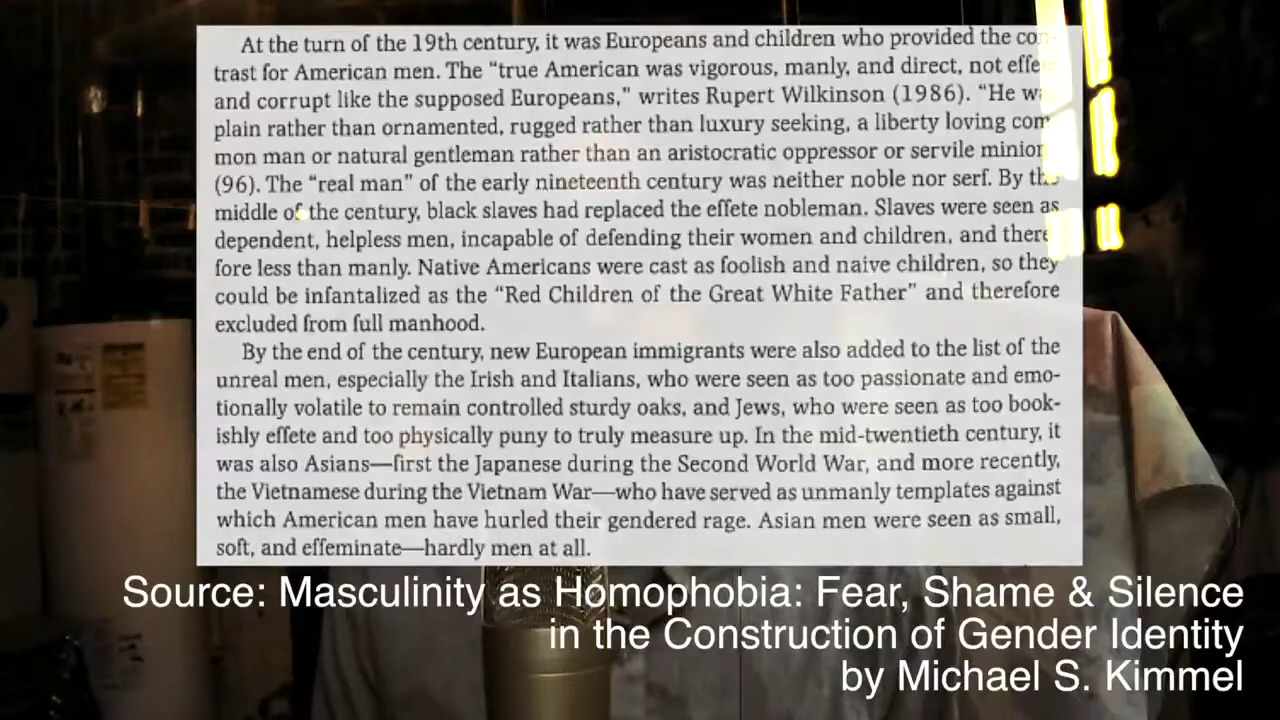 At the turn of the 19th century, it was Europeans and children who provided the con-
trast for American men. The “true American was vigorous, manly, and direct, not effe
and corrupt like the supposed Europeans,” writes Rupert Wilkinson (1986). “He w
plain rather than ornamented, rugged rather than luxury seeking, a liberty loving com
mon man or natural gentleman rather than an aristocratic oppressor or servile minion
(96). The “real man” of the early nineteenth century was neither noble nor serf. By the
middle of the century, black slaves had replaced the effete nobleman. Slaves were seen as
dependent, helpless men, incapable of defending their women and children, and there
fore less than manly. Native Americans were cast as foolish and naive children, so they
could be infantalized as the “Red Children of the Great White Father” and therefore
excluded from full manhood.
By the end of the century, new European immigrants were also added to the list of the
unreal men, especially the Irish and Italians, who were seen as too passionate and emo-
tionally volatile to remain controlled sturdy oaks, and Jews, who were seen as too book-
ishly effete and too physically puny to truly measure up. In the mid-twentieth century, it
was also Asians—first the Japanese during the Second World War, and more recently,
the Vietnamese during the Vietnam War—who have served as unmanly templates against
which American men have hurled their gendered rage. Asian men were seen as small,
soft, and effeminate—hardly men at all.
Source: Masculinity as Homophobia: Fear, Shame & Silence
in the Construction of Gender Identity
by Michael S. Kimmel